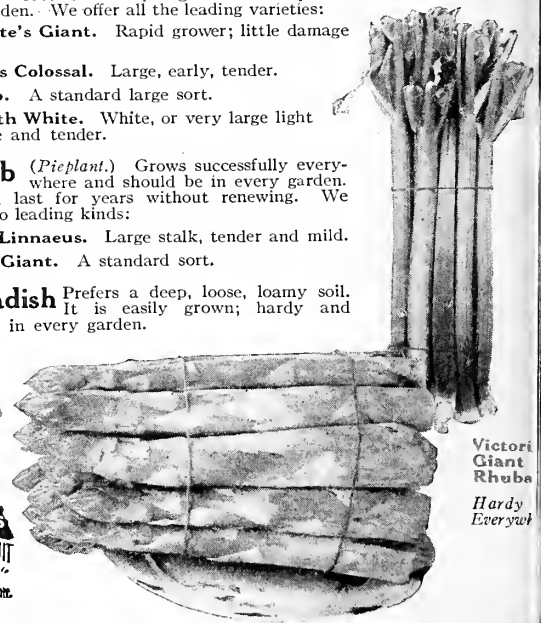 den. We offer all the leading varieties:
te's Giant. Rapid grower; little damage
s Colossal. Large, early, tender.
. A standard large sort.
th White. White, or very large light
e and tender.
b (Pieplant.) Grows successfully every-
where and should be in every garden.
last for years without renewing. We
o leading kinds:
Linnaeus. Large stalk, tender and mild.
Giant. A standard sort.
adish Prefers a deep, loose, loamy soil.
It is easily grown; hardy and
in every garden.
Victori
Giant
Rhuba
Hardy
Everywh
UIT